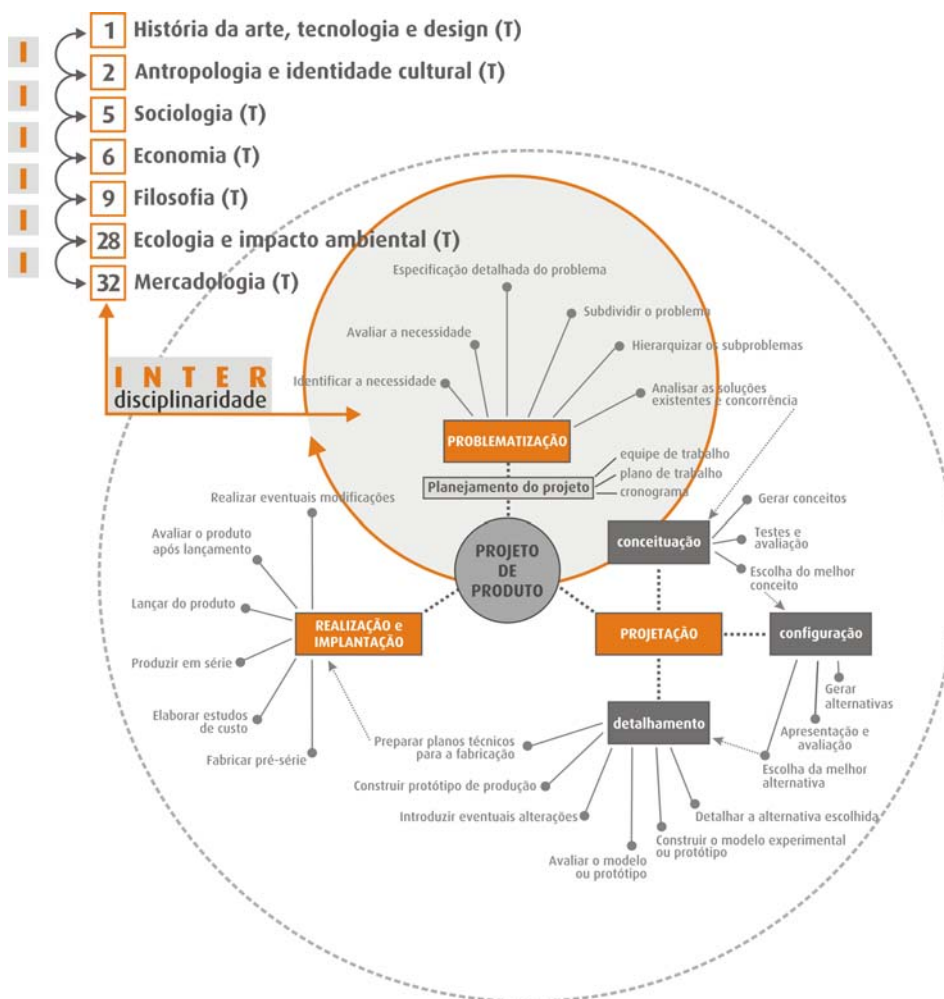 I
I
I
I
I
I
1 História da arte, tecnologia e design (T)
2 Antropologia e identidade cultural (T)
5 Sociologia (T)
6 Economia (T)
9 Filosofia (T)
28 Ecologia e impacto ambiental (T)
32 Mercadologia (T)
INTER
disciplinaridade
Especificação detalhada do problema
Subdividir o problema
Avaliar a necessidade
Hierarquizar os subproblemas
Identificar a necessidade
Analisar as soluções
existentes e concorrência
PROBLEMATIZAÇÃO
Planejamento do projeto
equipe de trabalho
plano de trabalho
cronograma
PROJETO
DE
PRODUTO
conceituação
Gerar conceitos
Testes e
avaliação
Escolha do melhor
conceito
PROJETAÇÃO
configuração
Gerar
alternativas
Apresentação e
avaliação
Escolha da melhor
alternativa
detalhamento
Detalhar a alternativa escolhida
Construir o modelo experimental
ou protótipo
Avaliar o modelo
ou protótipo
Introduzir eventuais alterações
Construir protótipo de produção
Preparar planos técnicos
para a fabricação
REALIZAÇÃO e
IMPLANTAÇÃO
Fabricar pré-série
Elaborar estudos
de custo
Produzir em série
Lançar do produto
Avaliar o produto
após lançamento
Realizar eventuais modificações